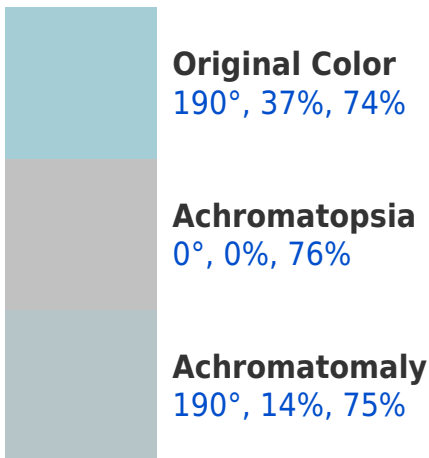 Original Color
190°, 37%, 74%
Achromatopsia
0°, 0%, 76%
Achromatomaly
190°, 14%, 75%